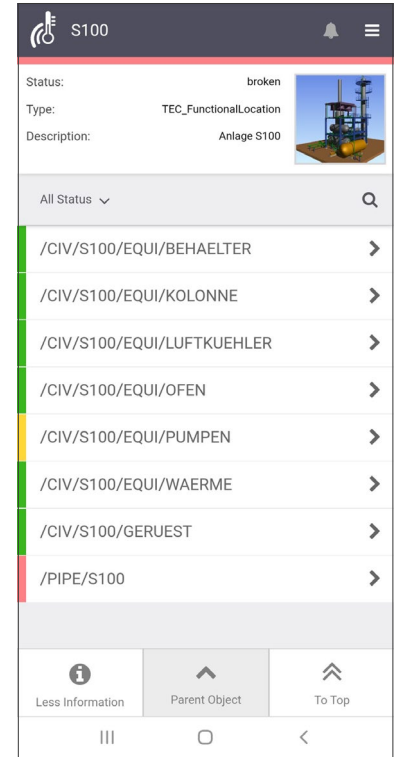 S100
Status: broken
Type: TEC_FunctionalLocation
Description: Anlage S100
All Status
/CIV/S100/EQUI/BEHAELTER
/CIV/S100/EQUI/KOLONNE
/CIV/S100/EQUI/LUFTKUEHLER
/CIV/S100/EQUI/OFEN
/CIV/S100/EQUI/PUMPEN
/CIV/S100/EQUI/WAERME
/CIV/S100/GERUEST
/PIPE/S100
Less Information Parent Object To Top